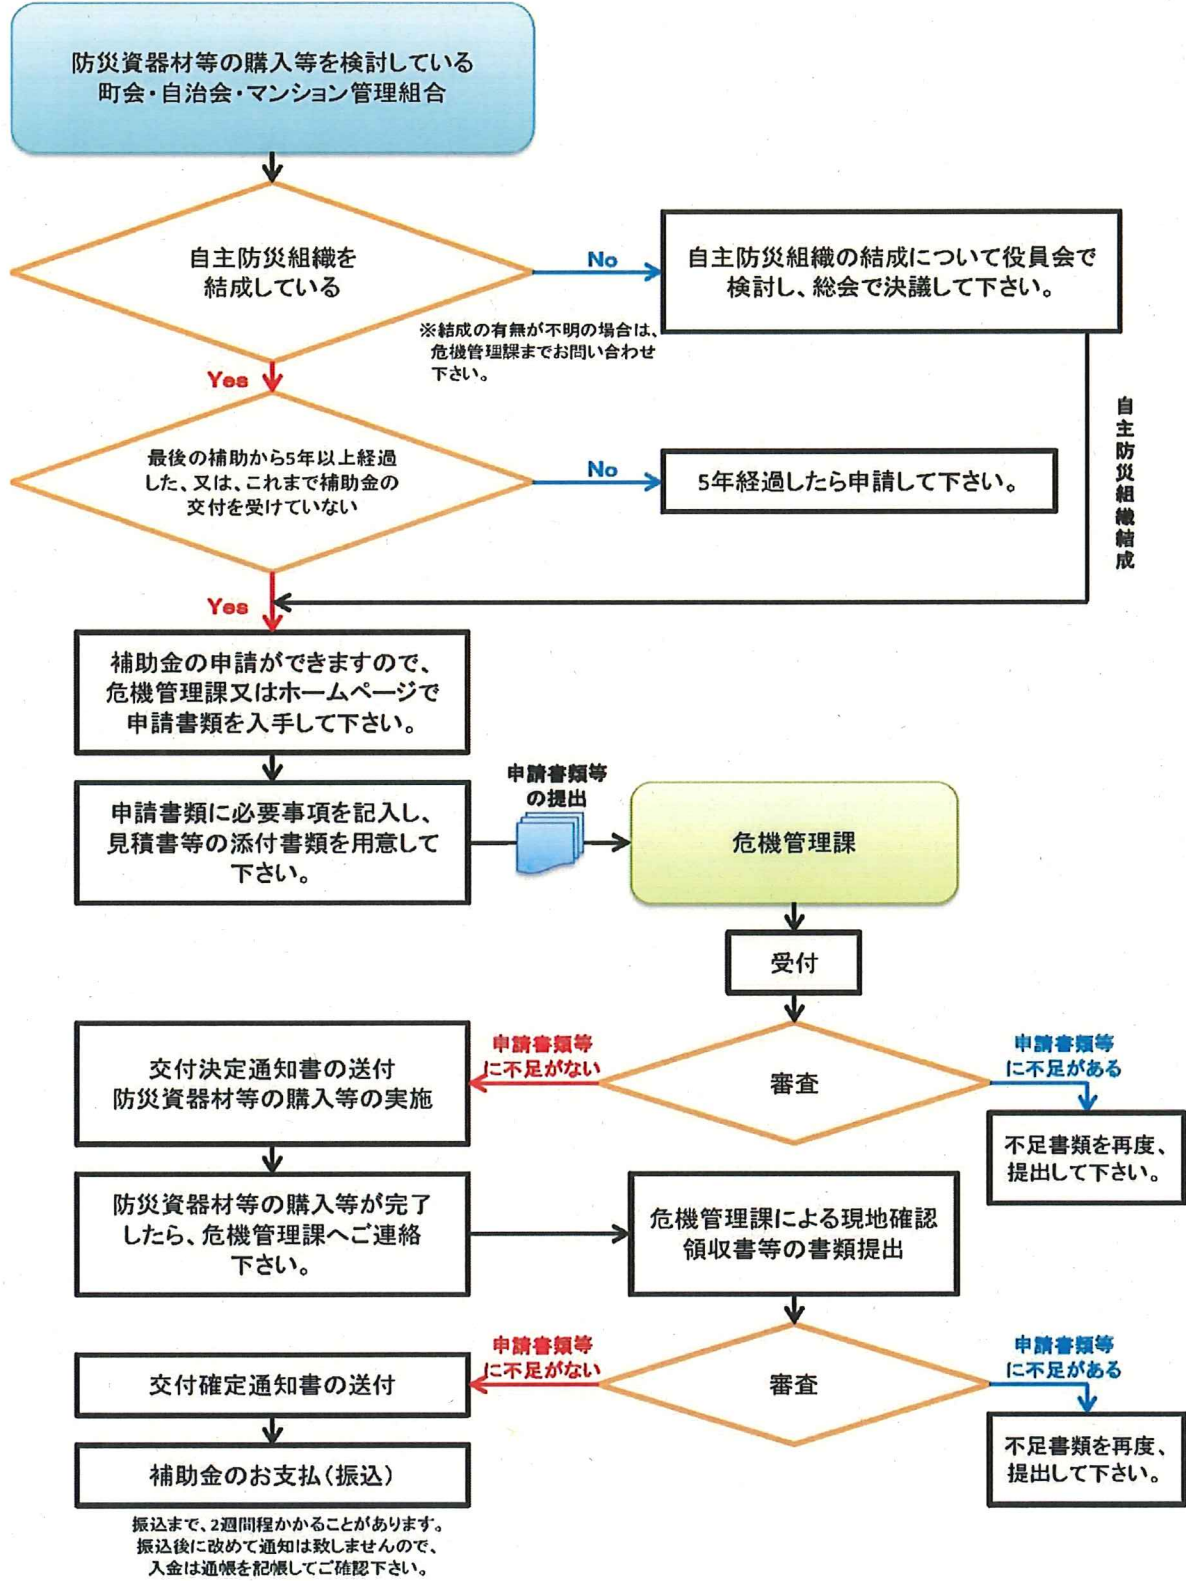 防災資器材等の購入等を検討している
町会・自治会・マンション管理組合
自主防災組織を
結成している
No
自主防災組織の結成について役員会で
検討し、総会で決議して下さい。
※結成の有無が不明の場合は、
危機管理課までお問い合わせ
下さい。
Yes
自主防災組織結成
最後の補助から5年以上経過
した、又は、これまで補助金の
交付を受けていない
No
5年経過したら申請して下さい。
Yes
補助金の申請ができますので、
危機管理課又はホームページで
申請書類を入手して下さい。
申請書類に必要事項を記入し、
見積書等の添付書類を用意して
下さい。
申請書類等
の提出
危機管理課
受付
審査
申請書類等
に不足がない
申請書類等
に不足がある
交付決定通知書の送付
防災資器材等の購入等の実施
不足書類を再度、
提出して下さい。
防災資器材等の購入等が完了
したら、危機管理課へご連絡
下さい。
危機管理課による現地確認
領収書等の書類提出
審査
申請書類等
に不足がない
申請書類等
に不足がある
交付確定通知書の送付
不足書類を再度、
提出して下さい。
補助金のお支払(振込)
振込まで、2週間程かかることがあります。
振込後に改めて通知は致しませんので、
入金は通帳を記帳してご確認下さい。